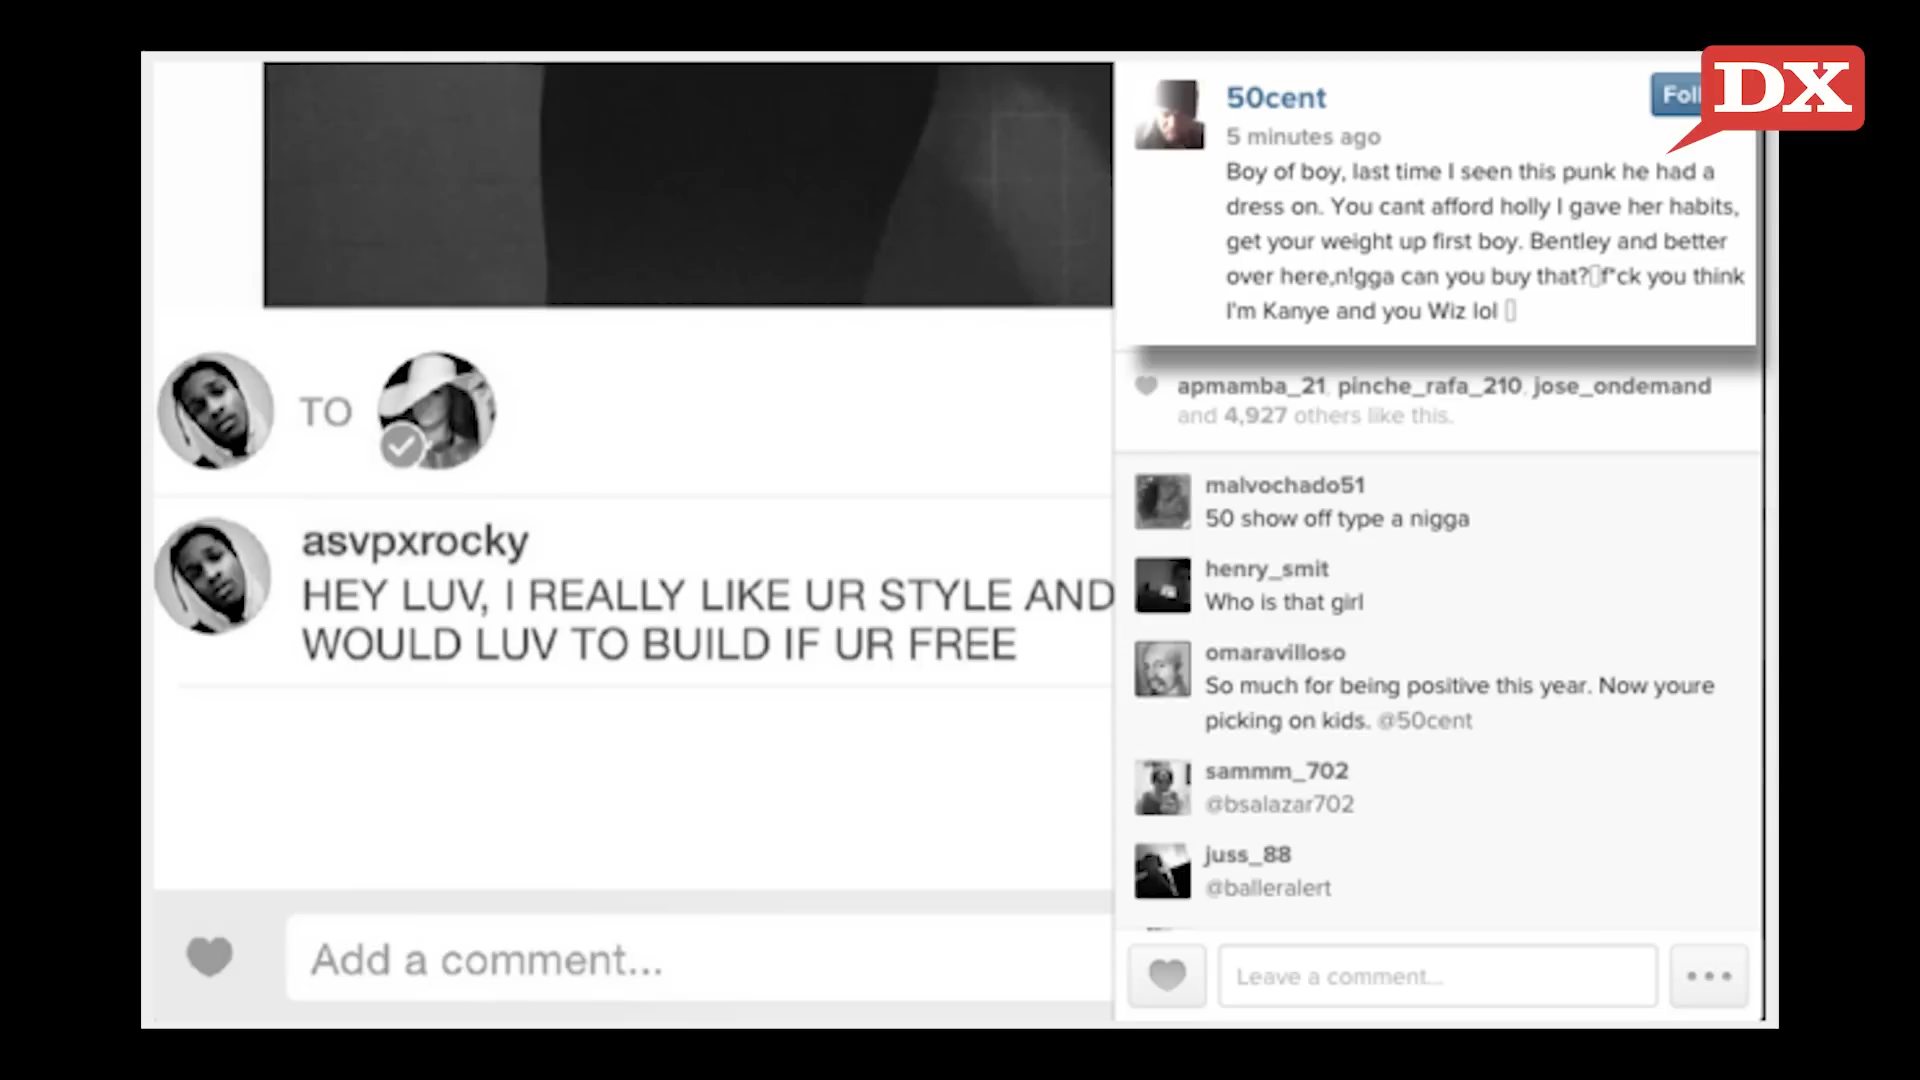 DX
50cent
Foll
5 minutes ago
Boy of boy, last time I seen this punk he had a
dress on. You cant afford holly I gave her habits,
get your weight up first boy. Bentley and better
over here,n!gga can you buy that?▯f*ck you think
I'm Kanye and you Wiz lol ▯
apmamba_21, pinche_rafa_210, jose_ondemand
and 4,927 others like this.
malvochado51
50 show off type a nigga
henry_smit
Who is that girl
omaravilloso
So much for being positive this year. Now youre
picking on kids. @50cent
sammm_702
@bsalazar702
juss_88
@balleralert
Leave a comment...
TO
asvpxrocky
HEY LUV, I REALLY LIKE UR STYLE AND
WOULD LUV TO BUILD IF UR FREE
Add a comment...